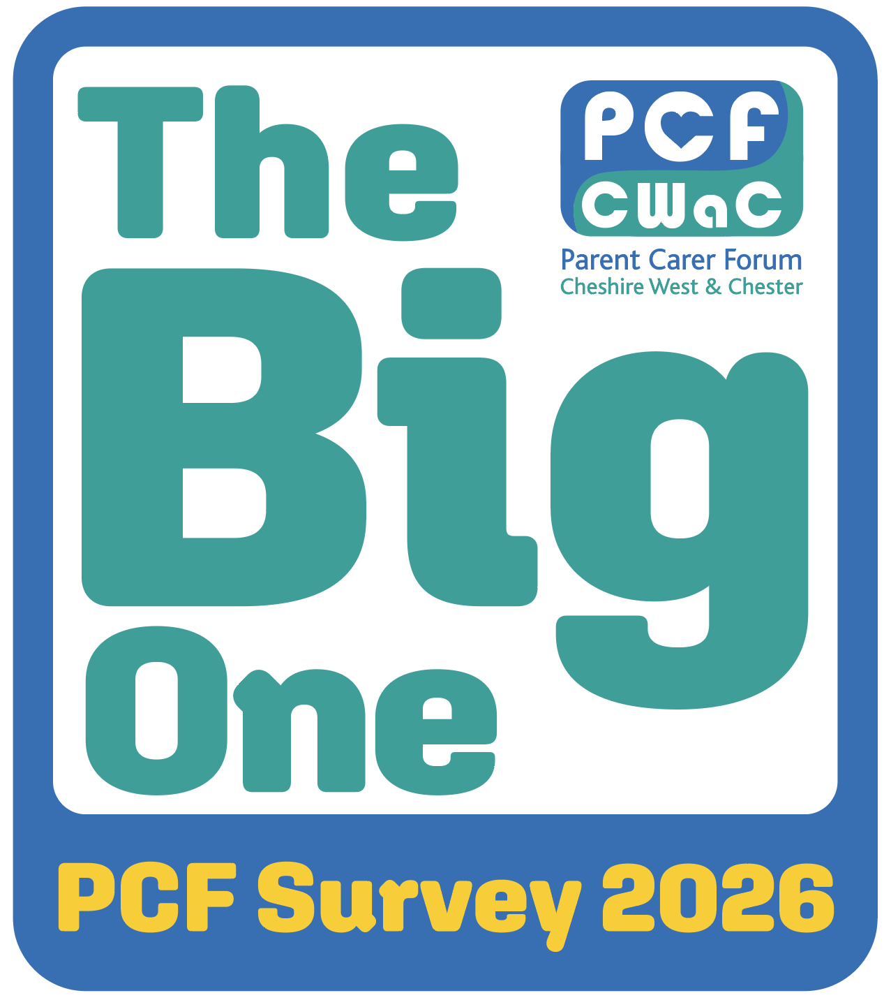 The
Big
One
PCF
CWaC
Parent Carer Forum
Cheshire West & Chester
PCF Survey 2026